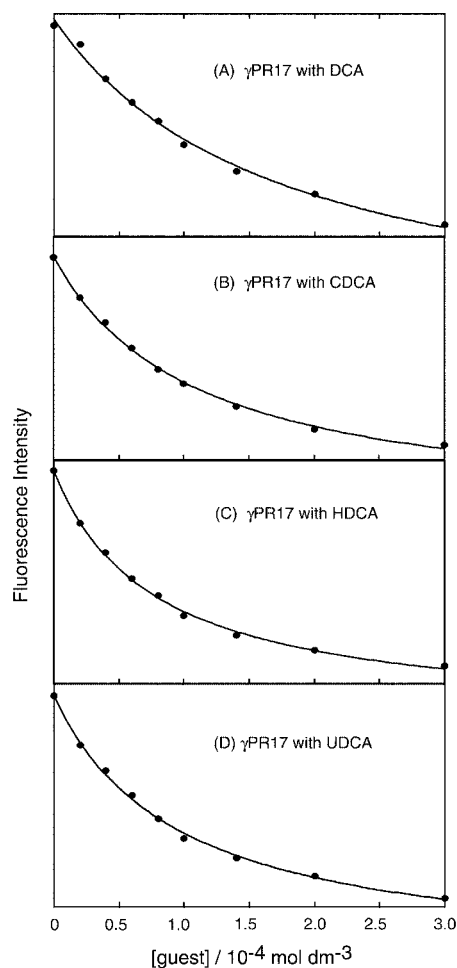 (A) γPR17 with DCA
(B) γPR17 with CDCA
(C) γPR17 with HDCA
(D) γPR17 with UDCA
Fluorescence Intensity
0 0.5 1.0 1.5 2.0 2.5 3.0
[guest] / 10⁻⁴ mol dm⁻³